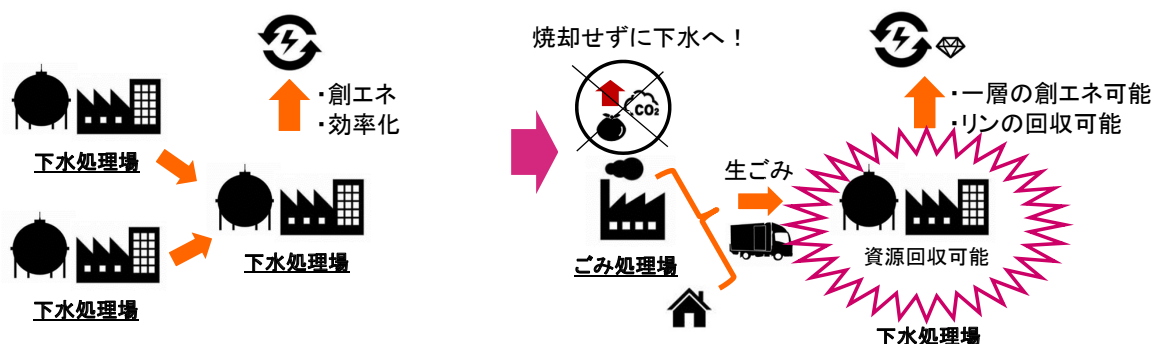 ・創エネ
・効率化
下水処理場
下水処理場
下水処理場
焼却せずに下水へ！
CO₂
ごみ処理場
生ごみ
・一層の創エネ可能
・リンの回収可能
資源回収可能
下水処理場